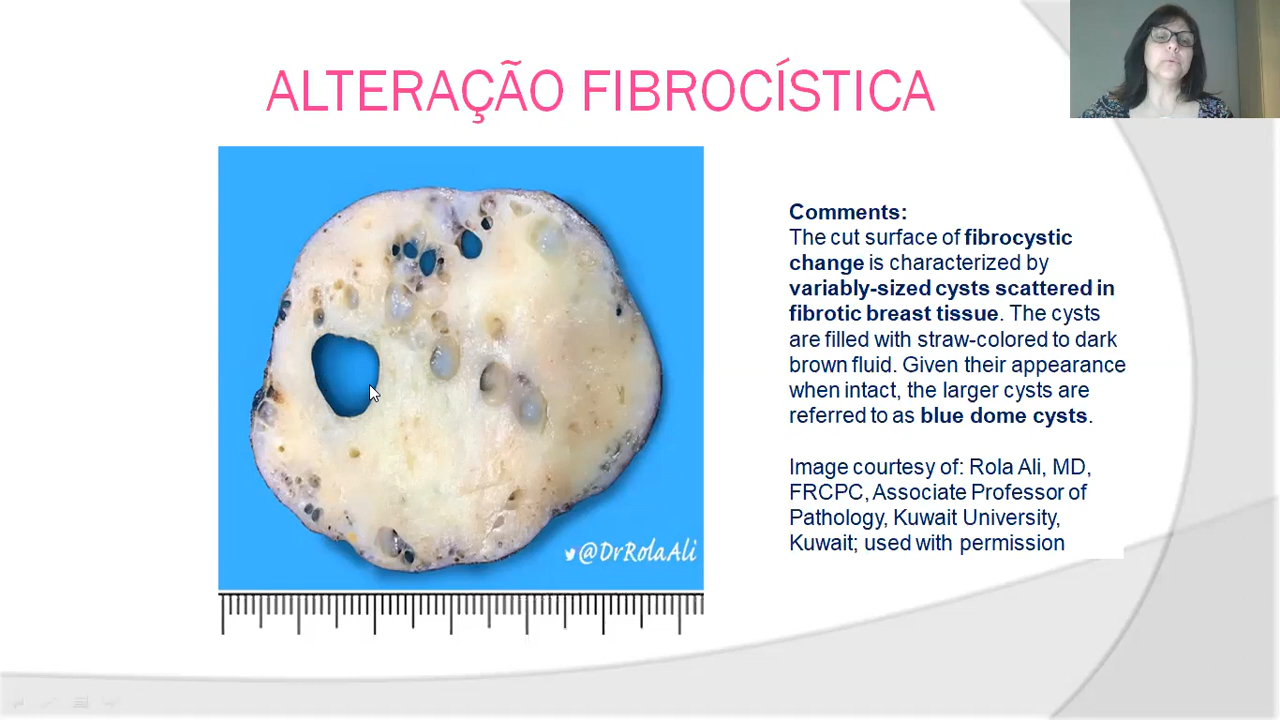 ALTERAÇÃO FIBROCÍSTICA
Comments:
The cut surface of fibrocystic
change is characterized by
variably-sized cysts scattered in
fibrotic breast tissue. The cysts
are filled with straw-colored to dark
brown fluid. Given their appearance
when intact, the larger cysts are
referred to as blue dome cysts.
Image courtesy of: Rola Ali, MD,
FRCPC, Associate Professor of
Pathology, Kuwait University,
Kuwait; used with permission
@DrRolaAli